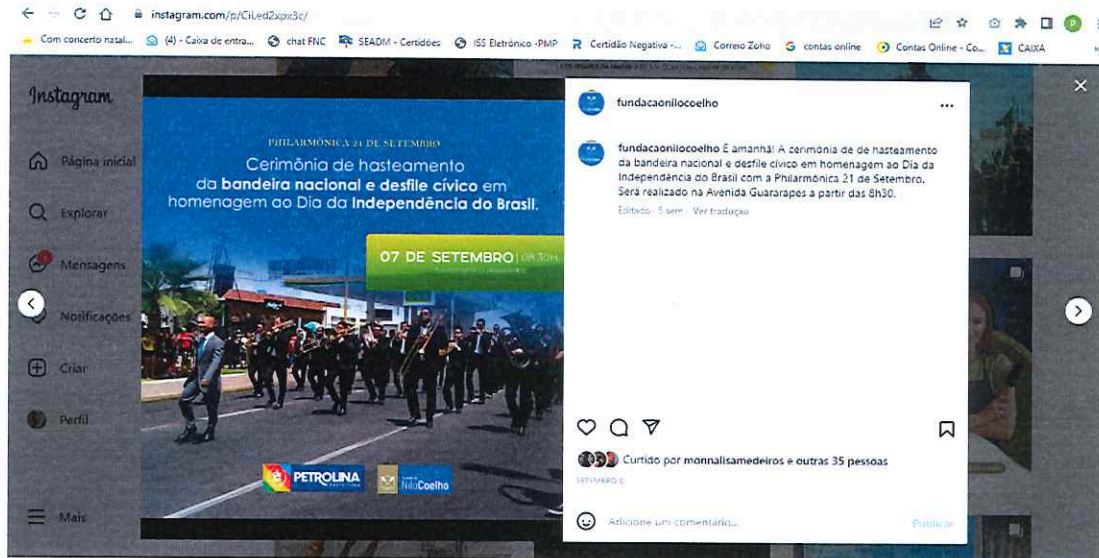 instagram.com/p/CiLed2xpx3c/
Com concerto natal...
(4) - Caixa de entra...
chat FNC
SEADM - Certidões
ISS Eletrônico -PMP
Certidão Negativa -...
Correio Zoho
contas online
Contas Online - Co...
CAIXA
Instagram
Página inicial
Explorar
Mensagens
Notificações
Criar
Perfil
Mais
PHILARMÔNICA 21 DE SETEMBRO
Cerimônia de hasteamento
da bandeira nacional e desfile cívico em
homenagem ao Dia da Independência do Brasil.
07 DE SETEMBRO | 08:30H
PETROLINA
PREFEITURA
NiloCoelho
fundacaonilocoelho
fundacaonilocoelho É amanhã! A cerimônia de de hasteamento
da bandeira nacional e desfile cívico em homenagem ao Dia da
Independência do Brasil com a Philarmônica 21 de Setembro.
Será realizado na Avenida Guararapes a partir das 8h30.
Editado · 5 sem Ver tradução
Curtido por monnalisamedeiros e outras 35 pessoas
SETEMBRO 6
Adicione um comentário...
Publicar